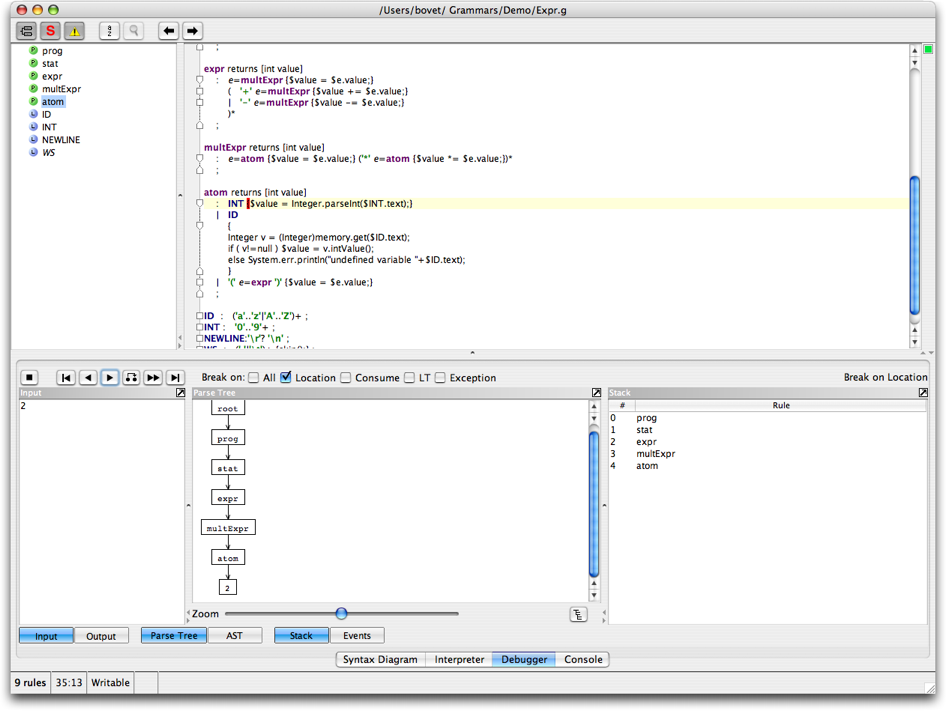 /Users/bovet/ Grammars/Demo/Expr.g
S
prog
stat
expr
multExpr
atom
ID
INT
NEWLINE
WS
;
expr returns [int value]
: e=multExpr {$value = $e.value;}
( '+' e=multExpr {$value += $e.value;}
| '-' e=multExpr {$value -= $e.value;}
)*
;
multExpr returns [int value]
: e=atom {$value = $e.value;} ('*' e=atom {$value *= $e.value;})*
;
atom returns [int value]
: INT {$value = Integer.parseInt($INT.text);}
| ID
{
Integer v = (Integer)memory.get($ID.text);
if ( v!=null ) $value = v.intValue();
else System.err.println("undefined variable "+$ID.text);
}
| '(' e=expr ')' {$value = $e.value;}
;
ID : ('a'..'z'|'A'..'Z')+ ;
INT : '0'..'9'+ ;
NEWLINE:'\r'? '\n' ;
Break on: All Location Consume LT Exception
Break on Location
Input
2
Parse Tree
root
prog
stat
expr
multExpr
atom
2
Zoom
Stack
# Rule
0 prog
1 stat
2 expr
3 multExpr
4 atom
Input Output Parse Tree AST Stack Events
Syntax Diagram Interpreter Debugger Console
9 rules 35:13 Writable